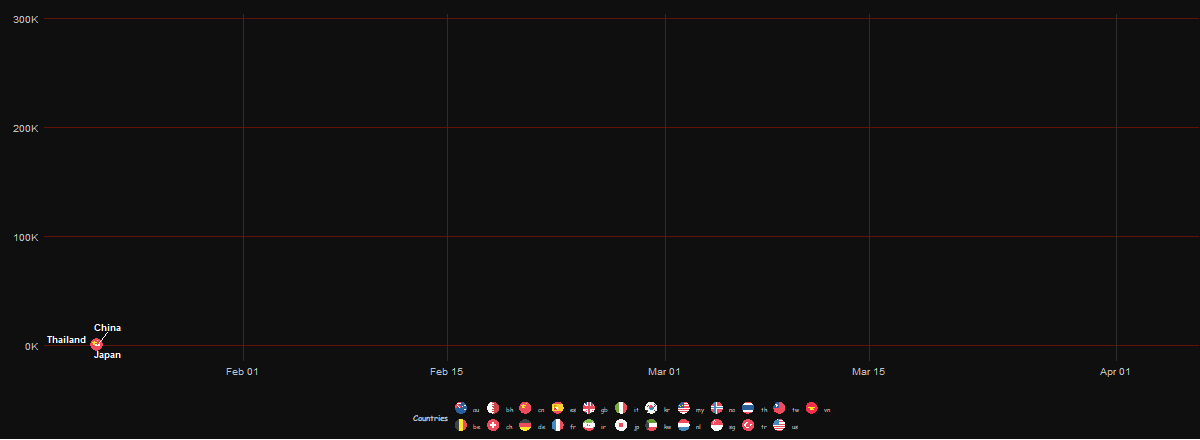 300K
200K
100K
China
Thailand
0K
Japan
Feb 01 Feb 15 Mar 01 Mar 15 Apr 01
au bh cn es gb it kr my no th tw vn
Countries
be ch de fr ir jp kw nl sg tr us